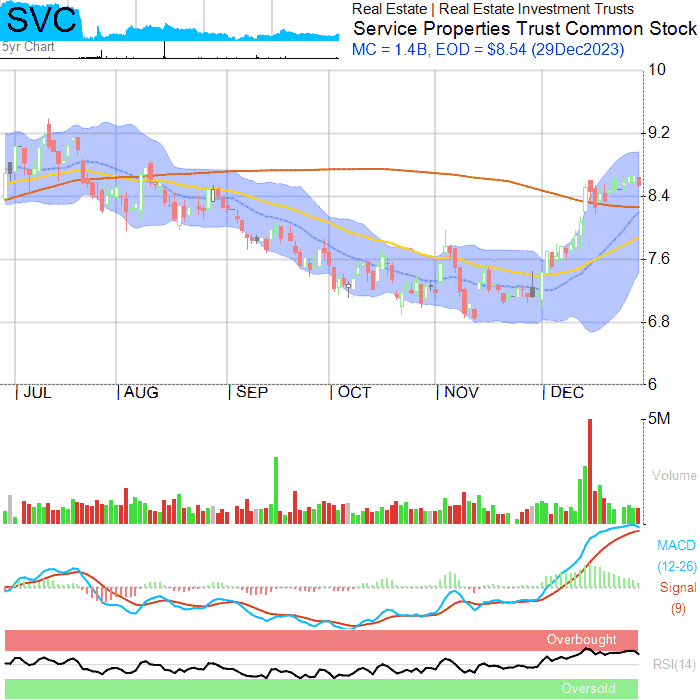 SVC
5yr Chart
Real Estate | Real Estate Investment Trusts
Service Properties Trust Common Stock
MC = 1.4B, EOD = $8.54 (29Dec2023)
10
9.2
8.4
7.6
6.8
6
JUL AUG SEP OCT NOV DEC
5M
Volume
MACD
(12-26)
Signal
(9)
Overbought
RSI(14)
Oversold